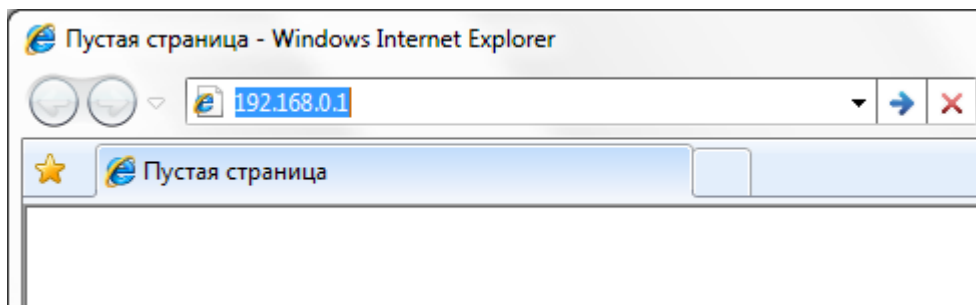 Пустая страница - Windows Internet Explorer
192.168.0.1
Пустая страница